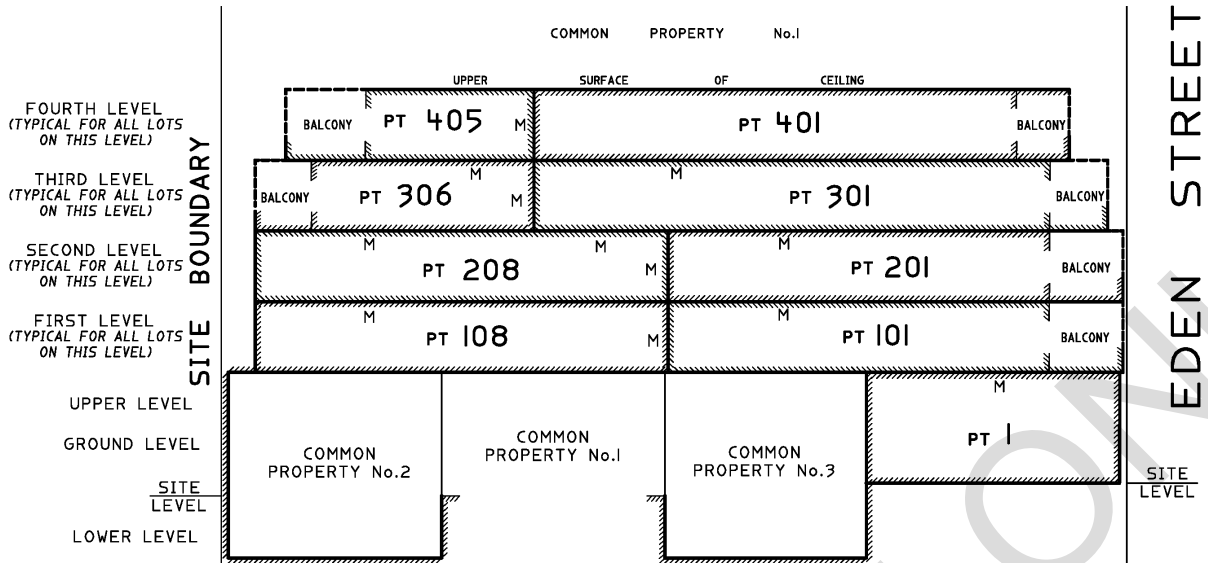 COMMON PROPERTY No.1
UPPER SURFACE OF CEILING
FOURTH LEVEL
(TYPICAL FOR ALL LOTS
ON THIS LEVEL)
BALCONY
PT 405
M
PT 401
BALCONY
THIRD LEVEL
(TYPICAL FOR ALL LOTS
ON THIS LEVEL)
BALCONY
PT 306
M
M
M
PT 301
BALCONY
SECOND LEVEL
(TYPICAL FOR ALL LOTS
ON THIS LEVEL)
M
M
M
PT 208
M
PT 201
BALCONY
FIRST LEVEL
(TYPICAL FOR ALL LOTS
ON THIS LEVEL)
M
M
PT 108
M
PT 101
BALCONY
SITE BOUNDARY
EDEN STREET
UPPER LEVEL
GROUND LEVEL
M
PT 1
COMMON
PROPERTY No.2
COMMON
PROPERTY No.1
COMMON
PROPERTY No.3
SITE
LEVEL
SITE
LEVEL
LOWER LEVEL